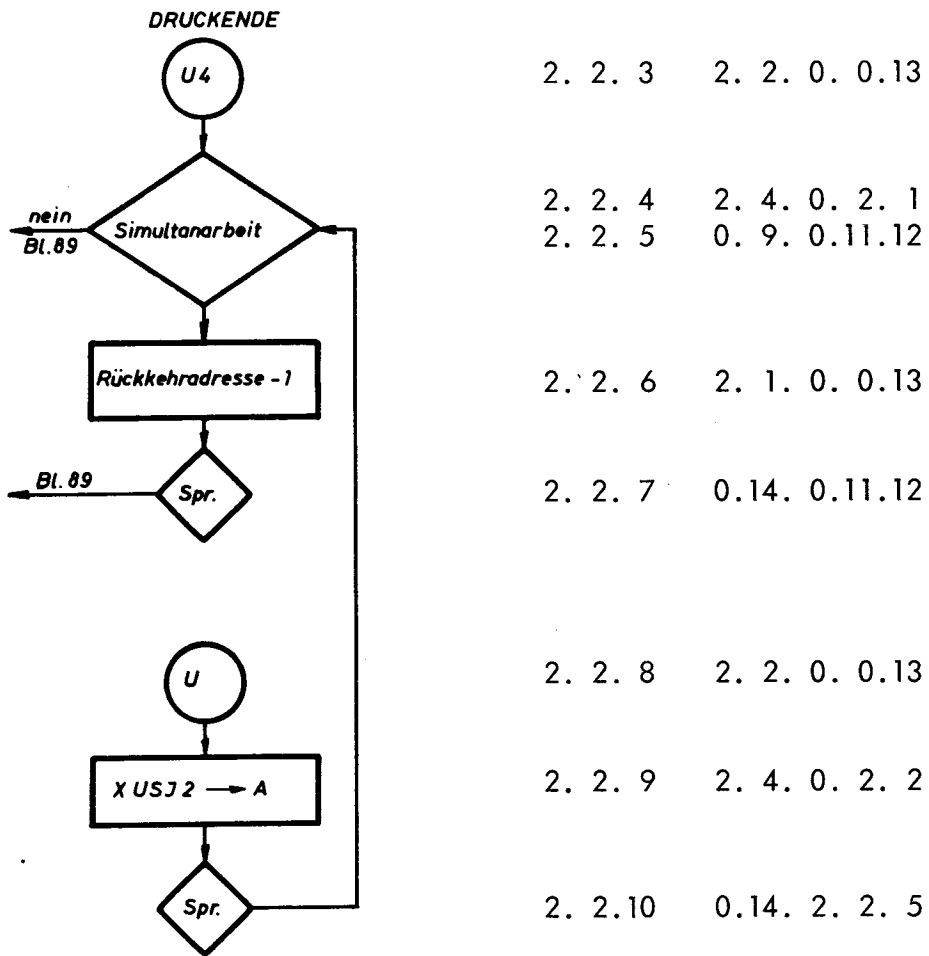 DRUCKENDE
U4 2. 2. 3 2. 2. 0. 0.13
nein
Bl. 89
Simultanarbeit
2. 2. 4 2. 4. 0. 2. 1
2. 2. 5 0. 9. 0.11.12
Rückkehradresse - 1 2. 2. 6 2. 1. 0. 0.13
Bl. 89 Spr. 2. 2. 7 0.14. 0.11.12
U 2. 2. 8 2. 2. 0. 0.13
X USJ 2 → A 2. 2. 9 2. 4. 0. 2. 2
Spr. 2. 2.10 0.14. 2. 2. 5